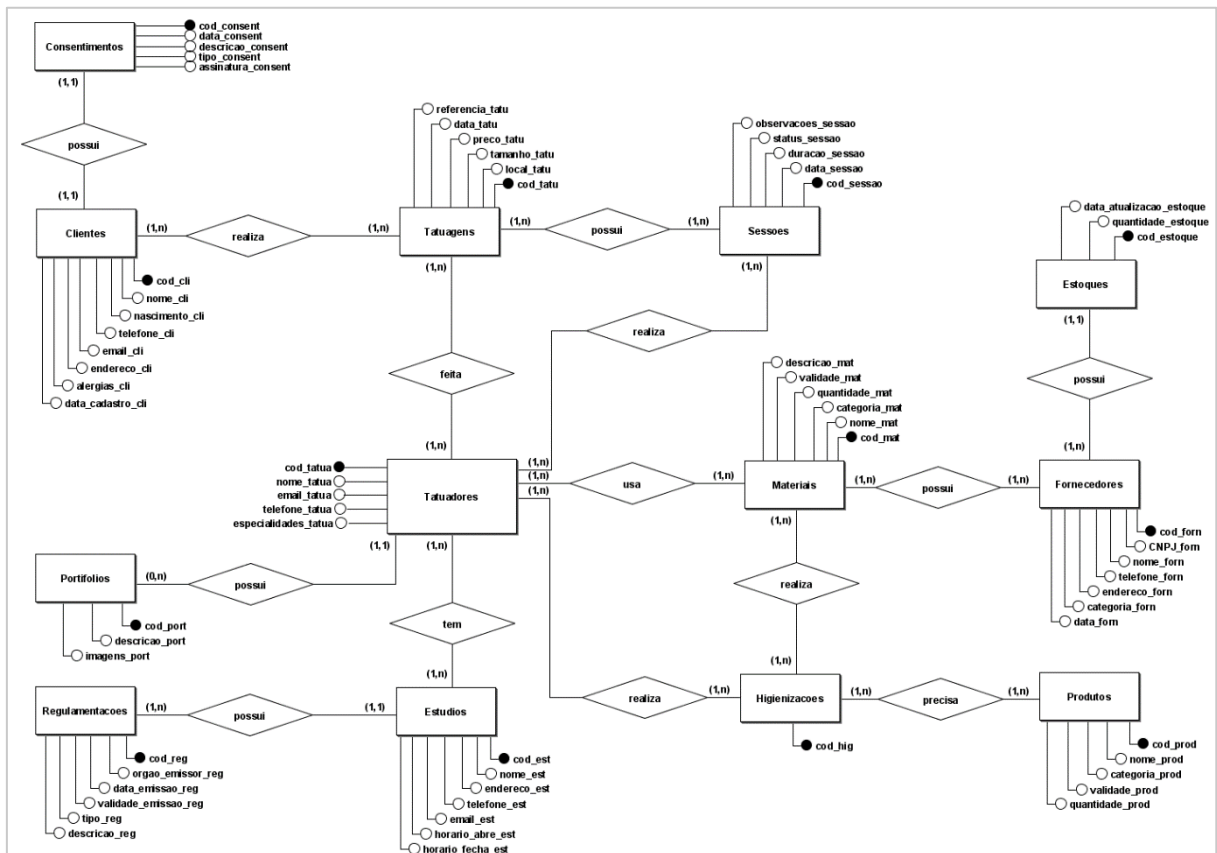 cod_consent
data_consent
Consentimentos
descricao_consent
tipo_consent
assinatura_consent
(1,1)
possui
(1,1)
Clientes
(1,n)
realiza
(1,n)
cod_cli
nome_cli
nascimento_cli
telefone_cli
email_cli
endereco_cli
alergias_cli
data_cadastro_cli
referencia_tatu
data_tatu
preco_tatu
tamanho_tatu
local_tatu
cod_tatu
Tatuagens
(1,n)
possui
(1,n)
(1,n)
feita
(1,n)
observacoes_sessao
status_sessao
duracao_sessao
data_sessao
cod_sessao
Sessoes
(1,n)
realiza
(1,n)
data_atualizacao_estoque
quantidade_estoque
cod_estoque
Estoques
(1,1)
possui
(1,n)
cod_tatua
nome_tatua
email_tatua
telefone_tatua
especialidades_tatua
Tatuadores
(1,n)
usa
(1,n)
(1,n)
descricao_mat
validade_mat
quantidade_mat
categoria_mat
nome_mat
cod_mat
Materiais
(1,n)
possui
(1,n)
(1,n)
realiza
(1,n)
Fornecedores
cod_forn
CNPJ_forn
nome_forn
telefone_forn
endereco_forn
categoria_forn
data_forn
(1,1)
(1,n)
Portifolios
(0,n)
possui
cod_port
descricao_port
imagens_port
tem
(1,n)
Regulamentacoes
(1,n)
possui
(1,1)
Estudios
cod_reg
orgao_emissor_reg
data_emissao_reg
validade_emissao_reg
tipo_reg
descricao_reg
cod_est
nome_est
endereco_est
telefone_est
email_est
horario_abre_est
horario_fecha_est
realiza
(1,n)
Higienizacoes
(1,n)
precisa
(1,n)
Produtos
cod_hig
cod_prod
nome_prod
categoria_prod
validade_prod
quantidade_prod